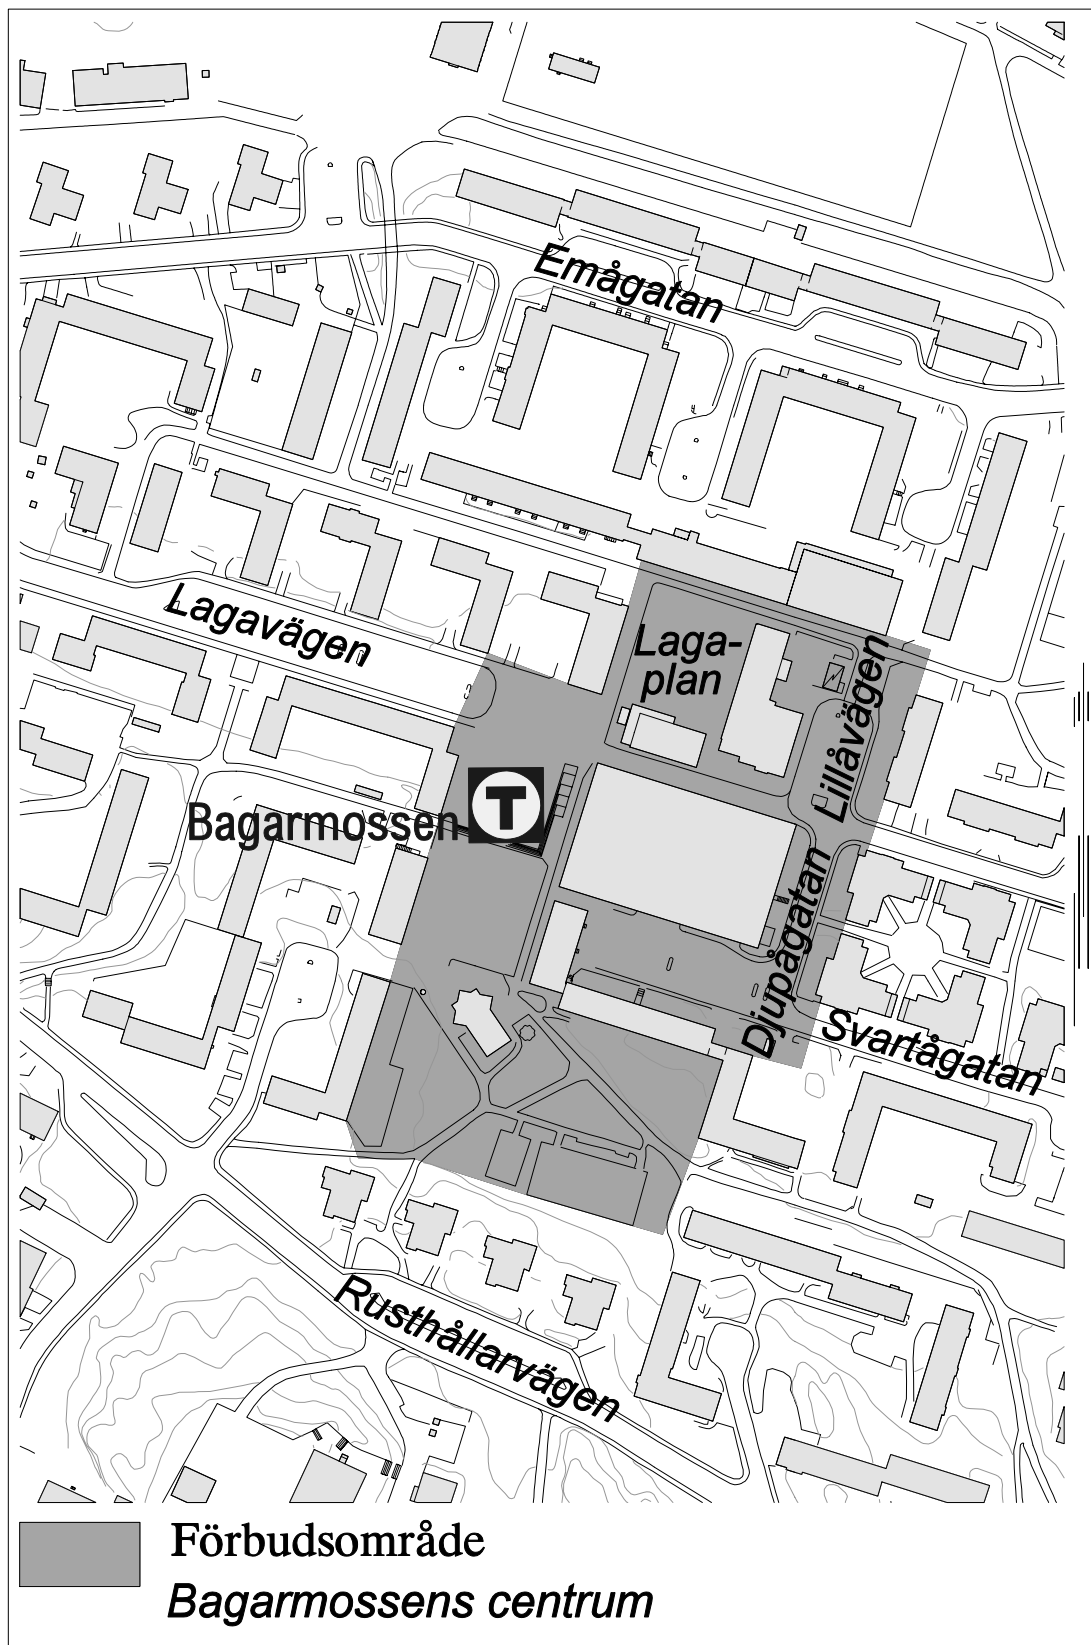 Emågatan
Lagavägen
Laga-
plan
Lillåvägen
T
Bagarmossen
Djupågatan
Svartågatan
Rusthållarvägen
Förbudsområde
Bagarmossens centrum